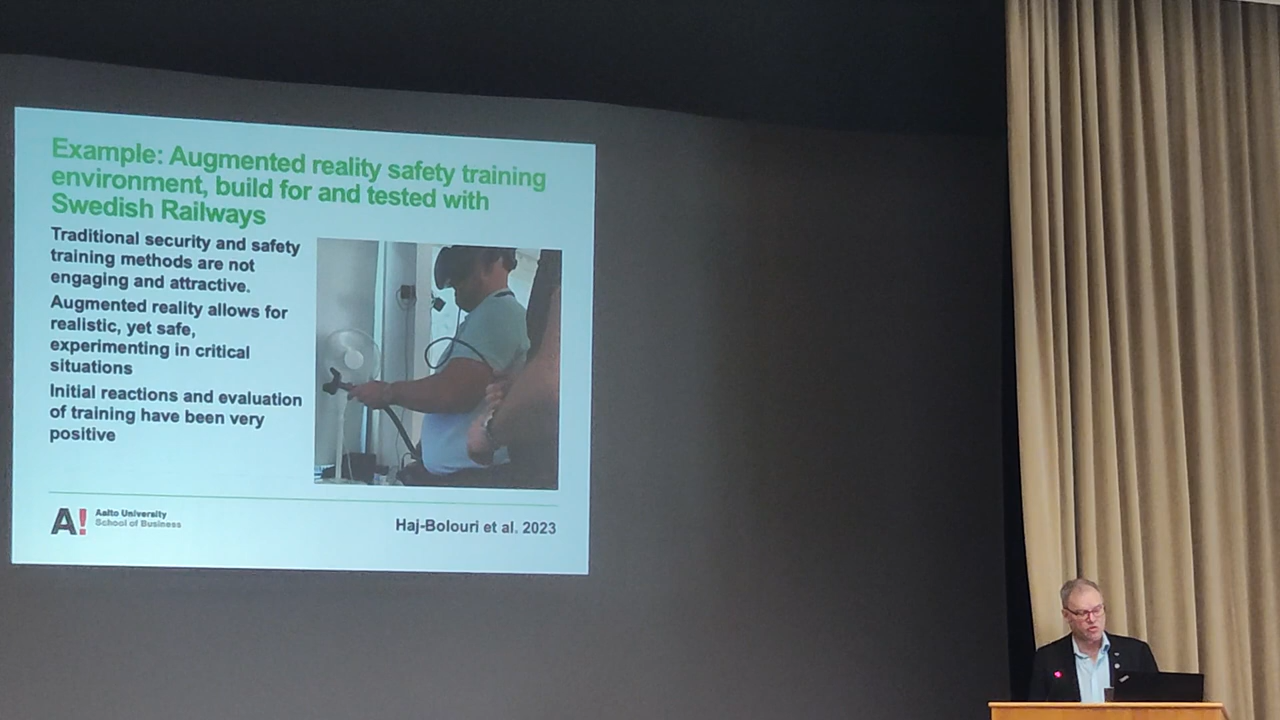 Example: Augmented reality safety training
environment, build for and tested with
Swedish Railways
Traditional security and safety
training methods are not
engaging and attractive.
Augmented reality allows for
realistic, yet safe,
experimenting in critical
situations
Initial reactions and evaluation
of training have been very
positive
A!
Aalto University
School of Business
Haj-Bolouri et al. 2023